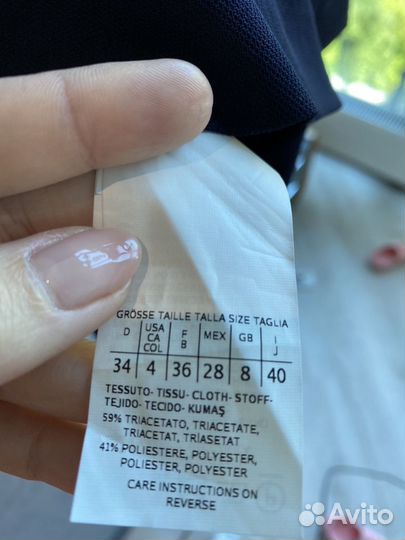 GRÖSSE TAILLE TALLA SIZE TAGLIA
D USA CA COL F B MEX GB I J
34 4 36 28 8 40
TESSUTO- TISSU- CLOTH- STOFF-
TEJIDO- TECIDO- KUMAŞ
59% TRIACETATO, TRIACETATE,
TRIACETAT, TRIASETAT
41% POLIESTERE, POLYESTER,
POLIESTER, POLYESTER
CARE INSTRUCTIONS ON
REVERSE
Avito